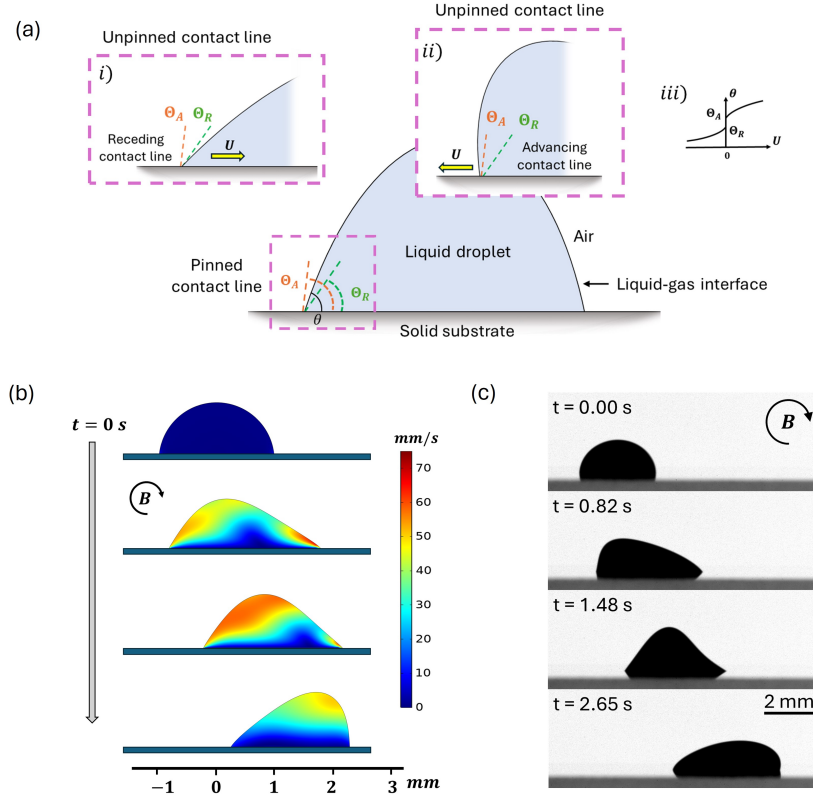 (a)
Unpinned contact line
Unpinned contact line
i)
Θ_A
Θ_R
Receding
contact line
U
ii)
Θ_A
Θ_R
U
Advancing
contact line
iii)
θ
Θ_A
Θ_R
0
U
Pinned
contact line
Θ_A
Θ_R
θ
Liquid droplet
Air
Liquid-gas interface
Solid substrate
(b)
t = 0 s
B
mm/s
70
60
50
40
30
20
10
0
−1 0 1 2 3 mm
(c)
t = 0.00 s
B
t = 0.82 s
t = 1.48 s
t = 2.65 s
2 mm